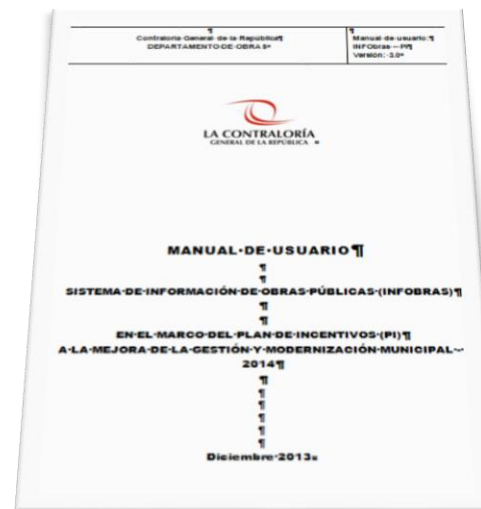 Contraloría General de la República¶
DEPARTAMENTO·DE·OBRAS¤
¶
Manual·de·usuario:¶
INFObras·–·PI¶
Versión:·3.0¤
LA CONTRALORÍA
GENERAL DE LA REPÚBLICA ¤
MANUAL·DE·USUARIO¶
¶
¶
SISTEMA·DE·INFORMACIÓN·DE·OBRAS·PÚBLICAS·(INFOBRAS)¶
¶
¶
EN·EL·MARCO·DEL·PLAN·DE·INCENTIVOS·(PI)¶
A·LA·MEJORA·DE·LA·GESTIÓN·Y·MODERNIZACIÓN·MUNICIPAL·–·
2014¶
¶
¶
¶
¶
¶
¶
Diciembre·2013¤